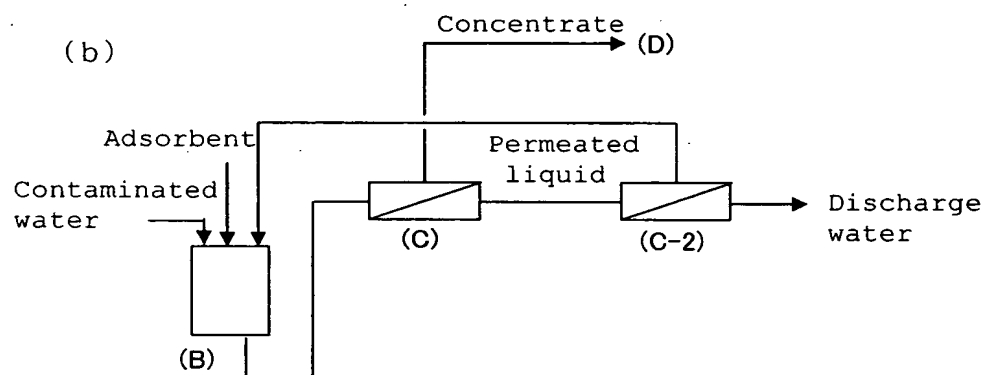 (b)
Concentrate
(D)
Adsorbent
Permeated
liquid
Contaminated
water
Discharge
water
(C)
(C-2)
(B)